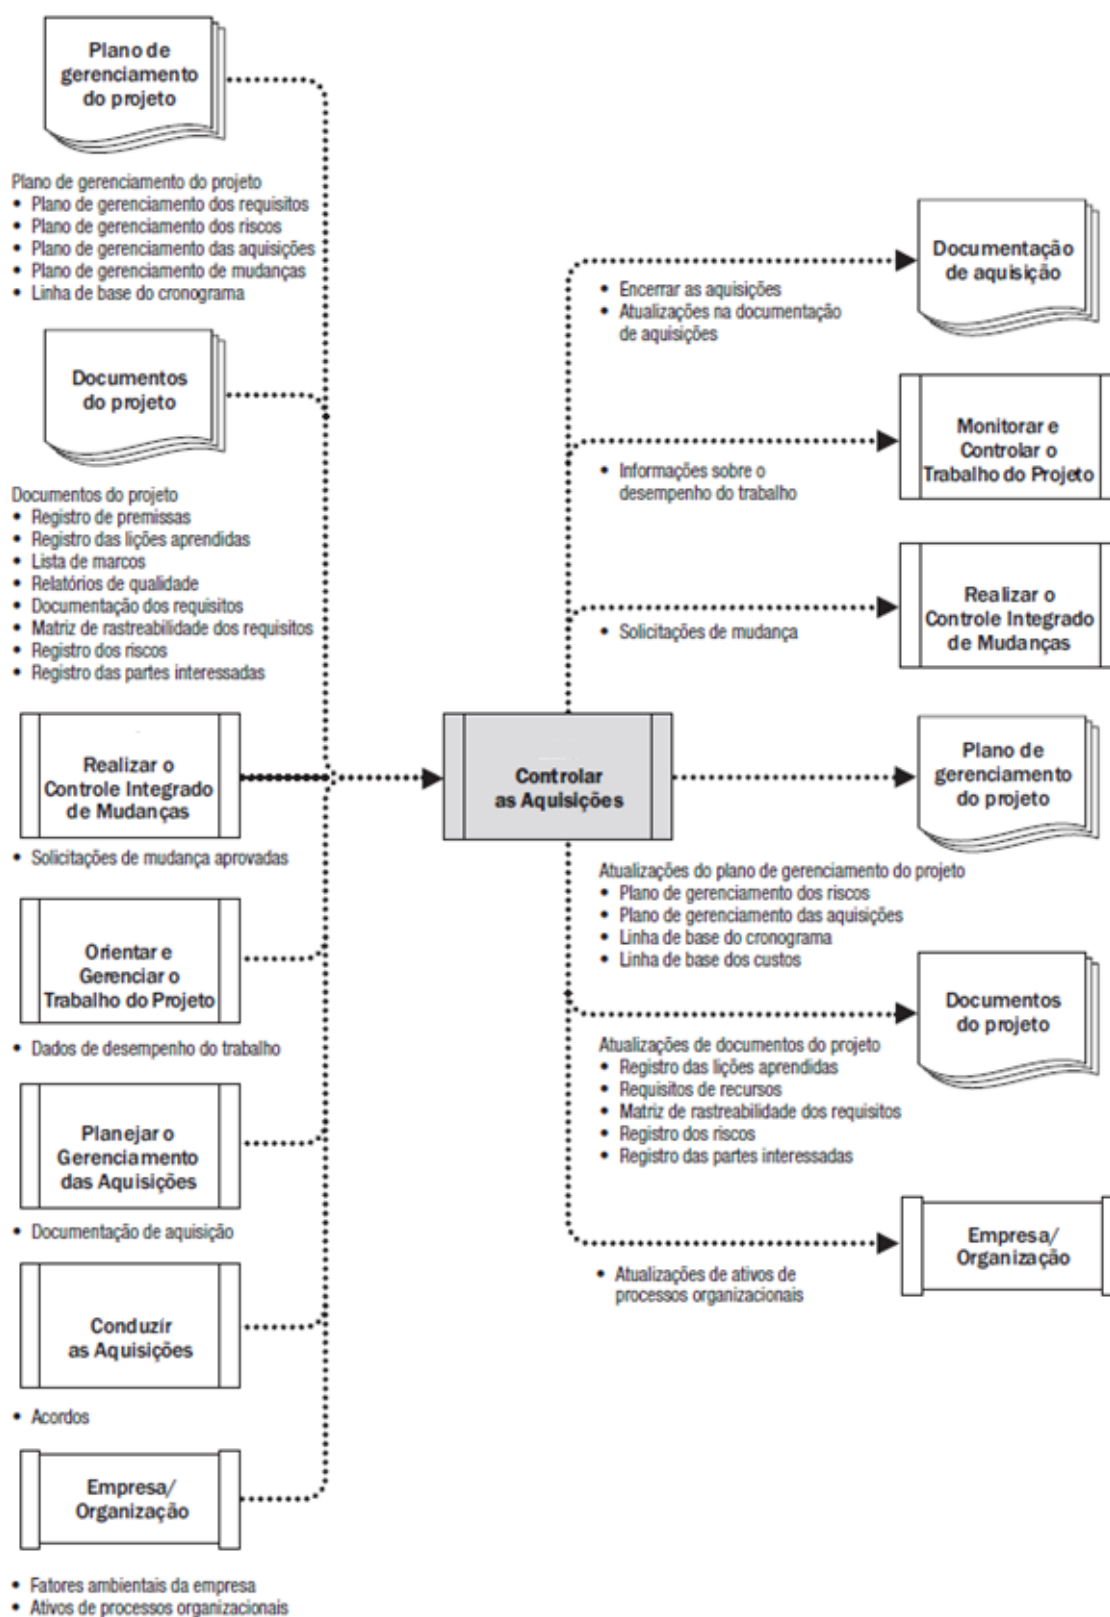 Plano de
gerenciamento
do projeto
Plano de gerenciamento do projeto
• Plano de gerenciamento dos requisitos
• Plano de gerenciamento dos riscos
• Plano de gerenciamento das aquisições
• Plano de gerenciamento de mudanças
• Linha de base do cronograma
Documentos
do projeto
Documentos do projeto
• Registro de premissas
• Registro das lições aprendidas
• Lista de marcos
• Relatórios de qualidade
• Documentação dos requisitos
• Matriz de rastreabilidade dos requisitos
• Registro dos riscos
• Registro das partes interessadas
Realizar o
Controle Integrado
de Mudanças
• Solicitações de mudança aprovadas
Orientar e
Gerenciar o
Trabalho do Projeto
• Dados de desempenho do trabalho
Planejar o
Gerenciamento
das Aquisições
• Documentação de aquisição
Conduzir
as Aquisições
• Acordos
Empresa/
Organização
• Fatores ambientais da empresa
• Ativos de processos organizacionais
Controlar
as Aquisições
• Encerrar as aquisições
• Atualizações na documentação
de aquisições
Documentação
de aquisição
• Informações sobre o
desempenho do trabalho
Monitorar e
Controlar o
Trabalho do Projeto
• Solicitações de mudança
Realizar o
Controle Integrado
de Mudanças
Plano de
gerenciamento
do projeto
Atualizações do plano de gerenciamento do projeto
• Plano de gerenciamento dos riscos
• Plano de gerenciamento das aquisições
• Linha de base do cronograma
• Linha de base dos custos
Documentos
do projeto
Atualizações de documentos do projeto
• Registro das lições aprendidas
• Requisitos de recursos
• Matriz de rastreabilidade dos requisitos
• Registro dos riscos
• Registro das partes interessadas
Empresa/
Organização
• Atualizações de ativos de
processos organizacionais